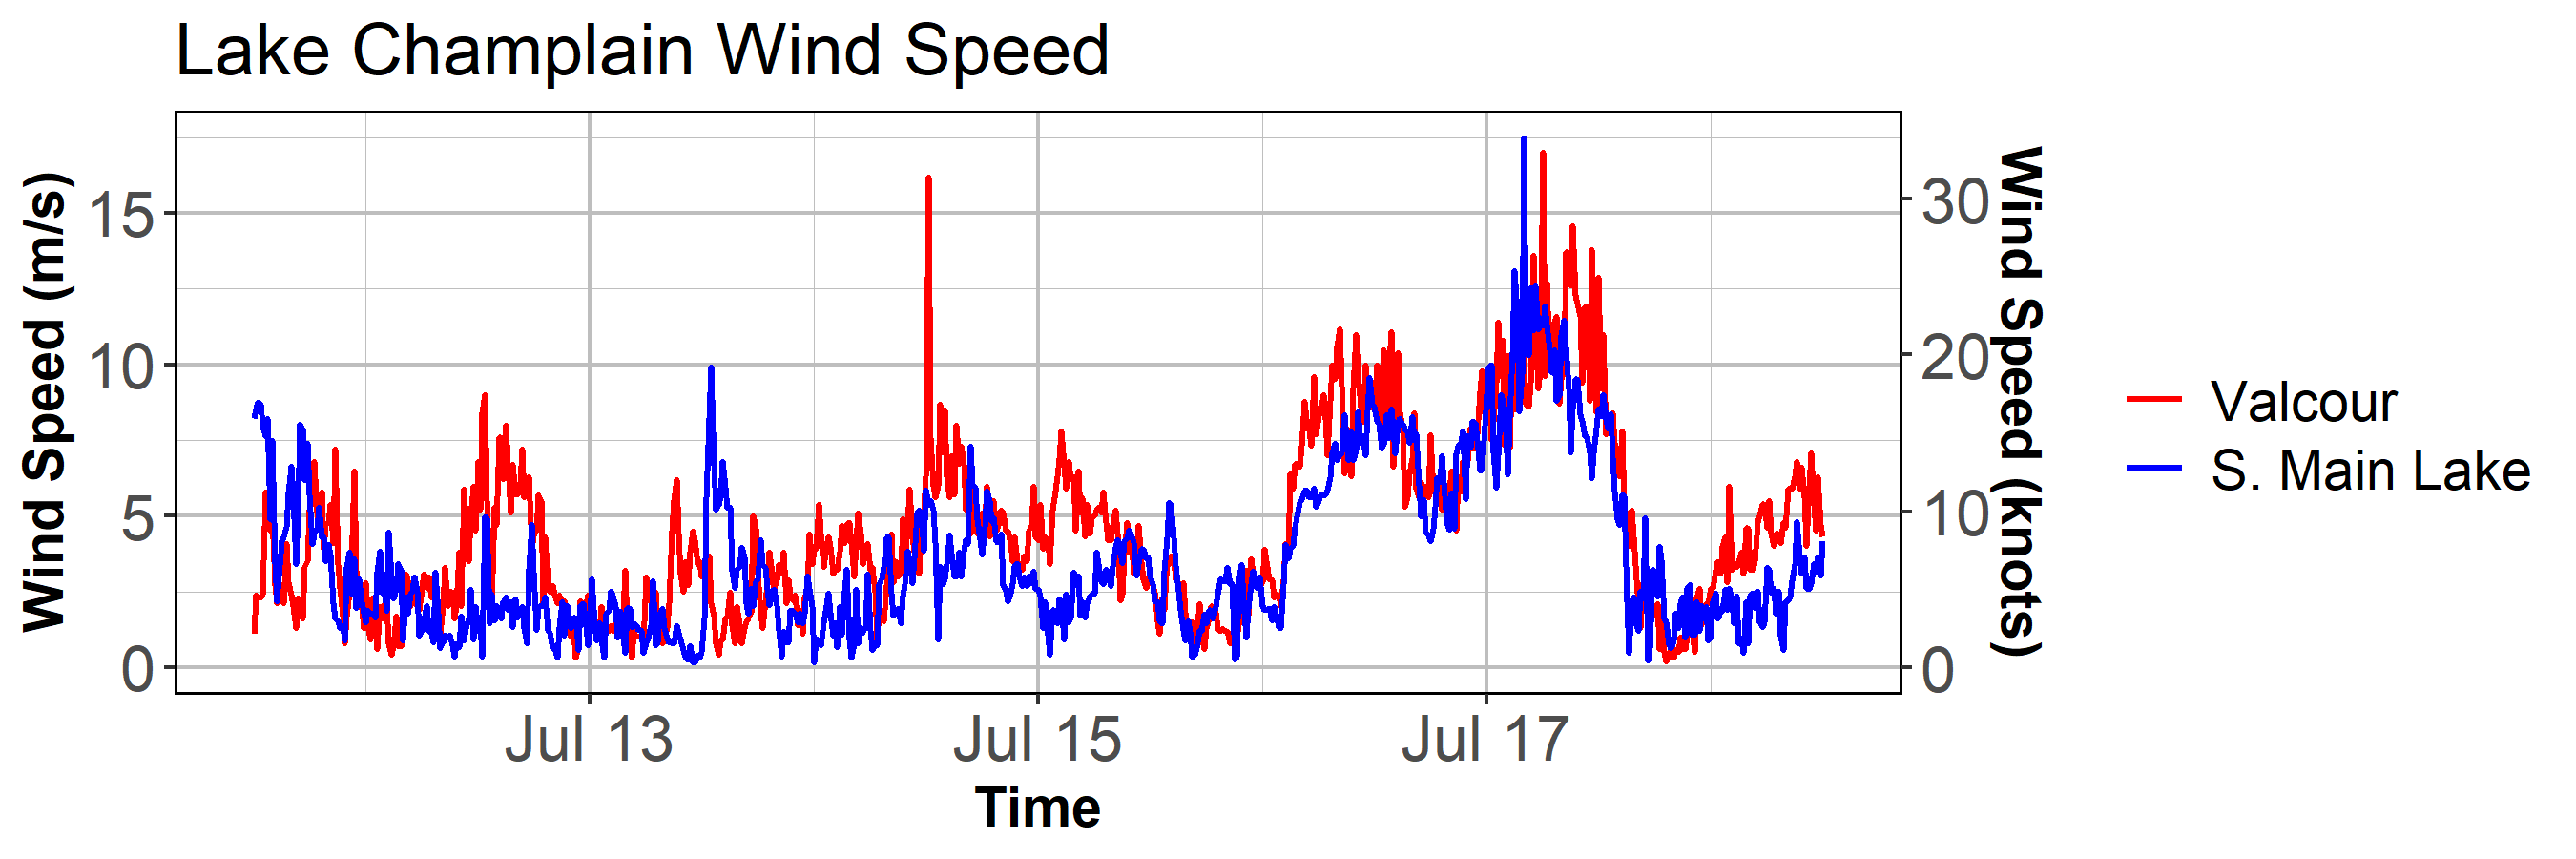 Lake Champlain Wind Speed
Wind Speed (m/s)
15
10
5
0
30
20
10
0
Wind Speed (knots)
Jul 13
Jul 15
Jul 17
Time
Valcour
S. Main Lake